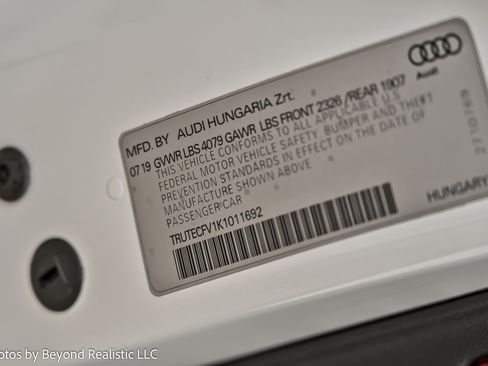 Audi
MFD. BY AUDI HUNGARIA Zrt.
07 19 GVWR LBS 4079 GAWR LBS FRONT 2326 / REAR 1907
THIS VEHICLE CONFORMS TO ALL APPLICABLE U.S.
FEDERAL MOTOR VEHICLE SAFETY, BUMPER AND THEFT
PREVENTION STANDARDS IN EFFECT ON THE DATE OF
MANUFACTURE SHOWN ABOVE
PASSENGER CAR
HUNGARY
TRUTECFV1K1011692
otos by Beyond Realistic LLC